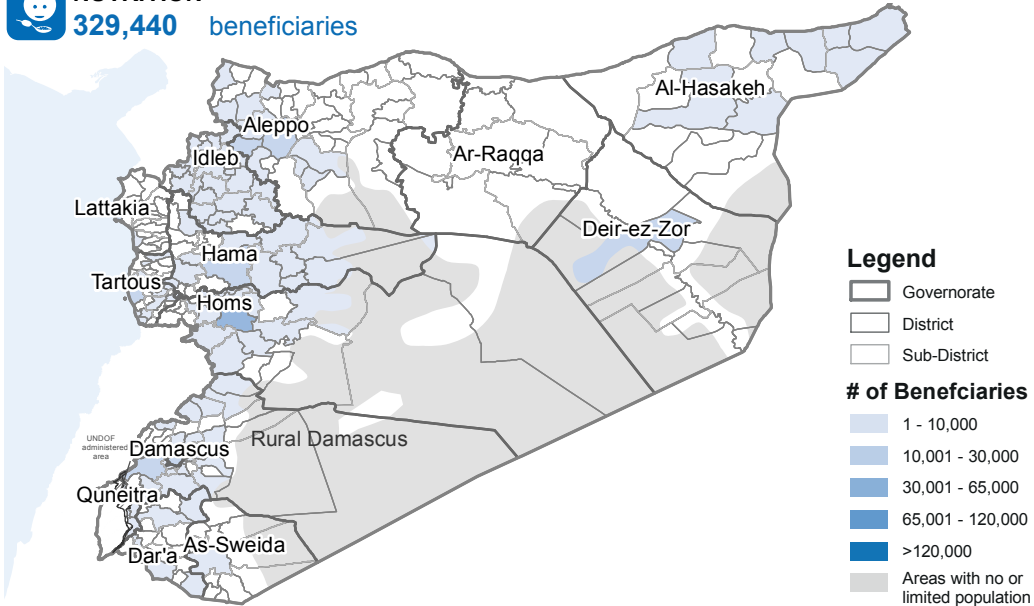 329,440 beneficiaries
Al-Hasakeh
Aleppo
Ar-Raqqa
Idleb
Lattakia
Deir-ez-Zor
Hama
Tartous
Homs
UNDOF
administered
area
Damascus
Rural Damascus
Quneitra
Dar'a
As-Sweida
Legend
Governorate
District
Sub-District
# of Benefciaries
1 - 10,000
10,001 - 30,000
30,001 - 65,000
65,001 - 120,000
>120,000
Areas with no or
limited population